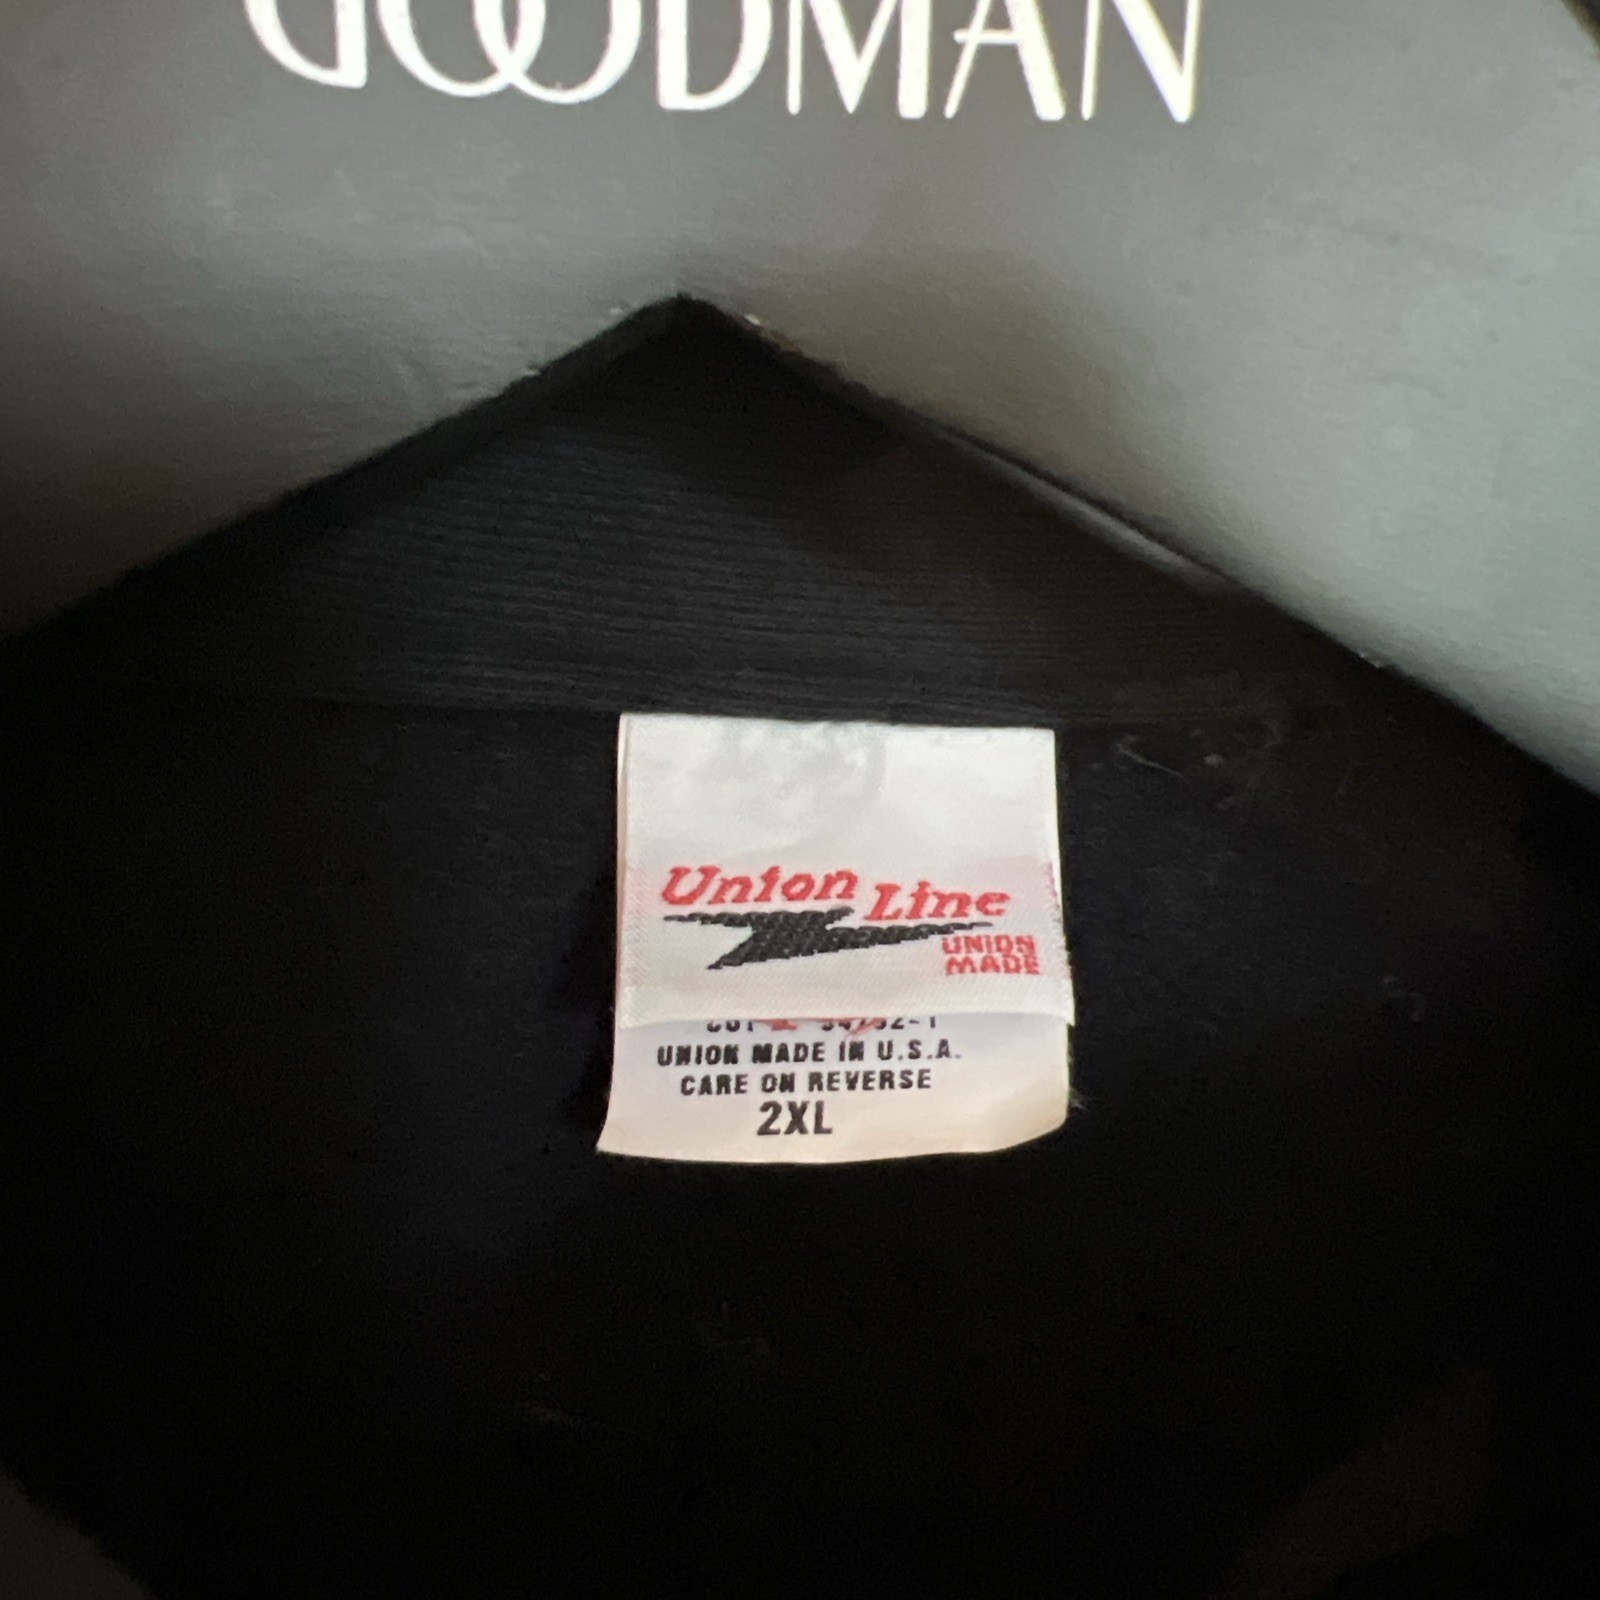 GOODMAN
Union Line
UNION
MADE
UNION MADE IN U.S.A.
CARE ON REVERSE
2XL